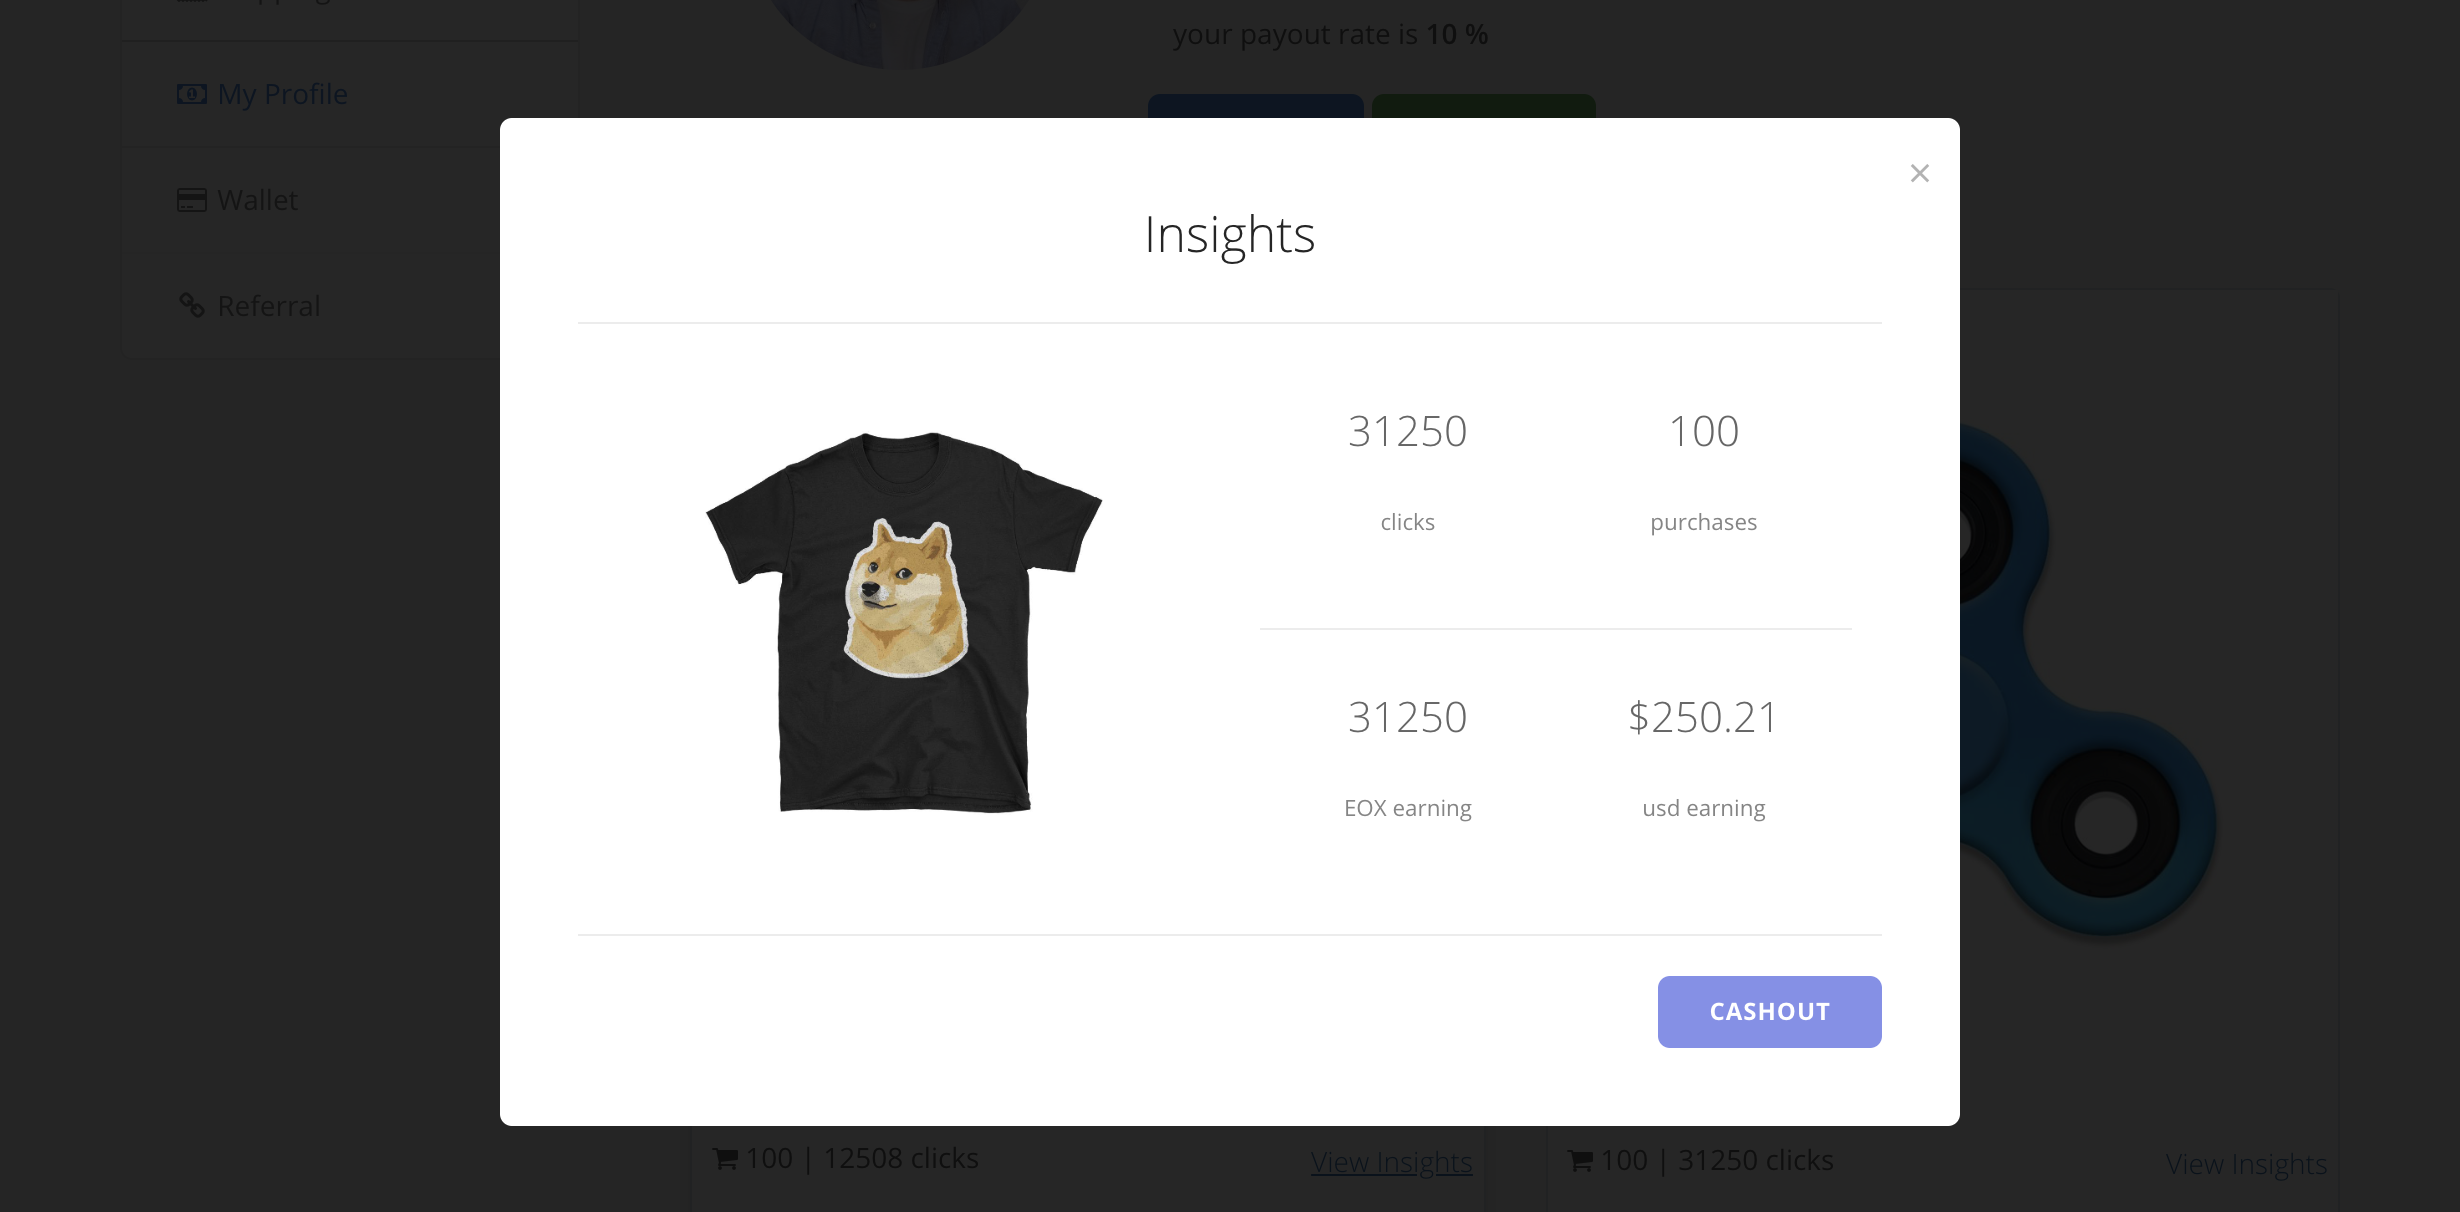 your payout rate is 10 %
My Profile
Wallet
Referral
Insights
31250
100
clicks
purchases
31250
$250.21
EOX earning
usd earning
CASHOUT
100 | 12508 clicks
View Insights
100 | 31250 clicks
View Insights